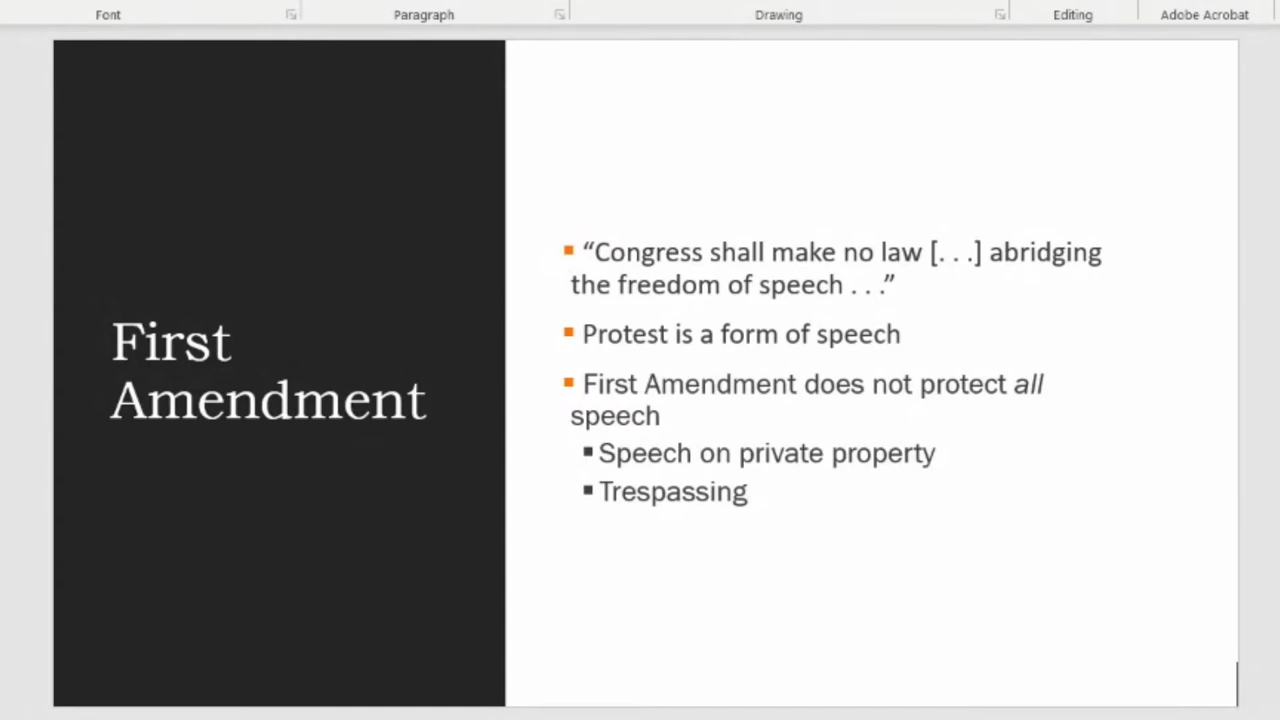 Font Paragraph Drawing Editing Adobe Acrobat
First
Amendment
“Congress shall make no law [. . .] abridging
the freedom of speech . . .”
Protest is a form of speech
First Amendment does not protect all
speech
Speech on private property
Trespassing